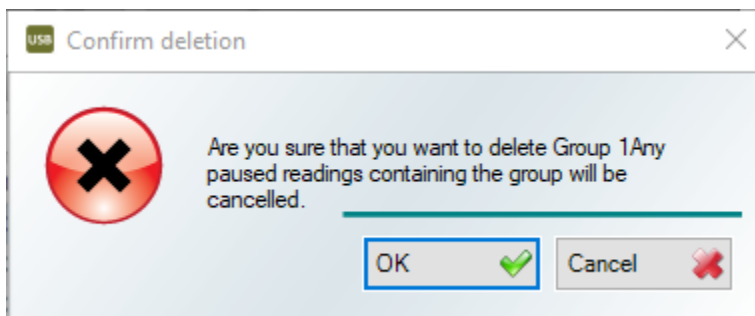 USB Confirm deletion
Are you sure that you want to delete Group 1Any
paused readings containing the group will be
cancelled.
OK Cancel